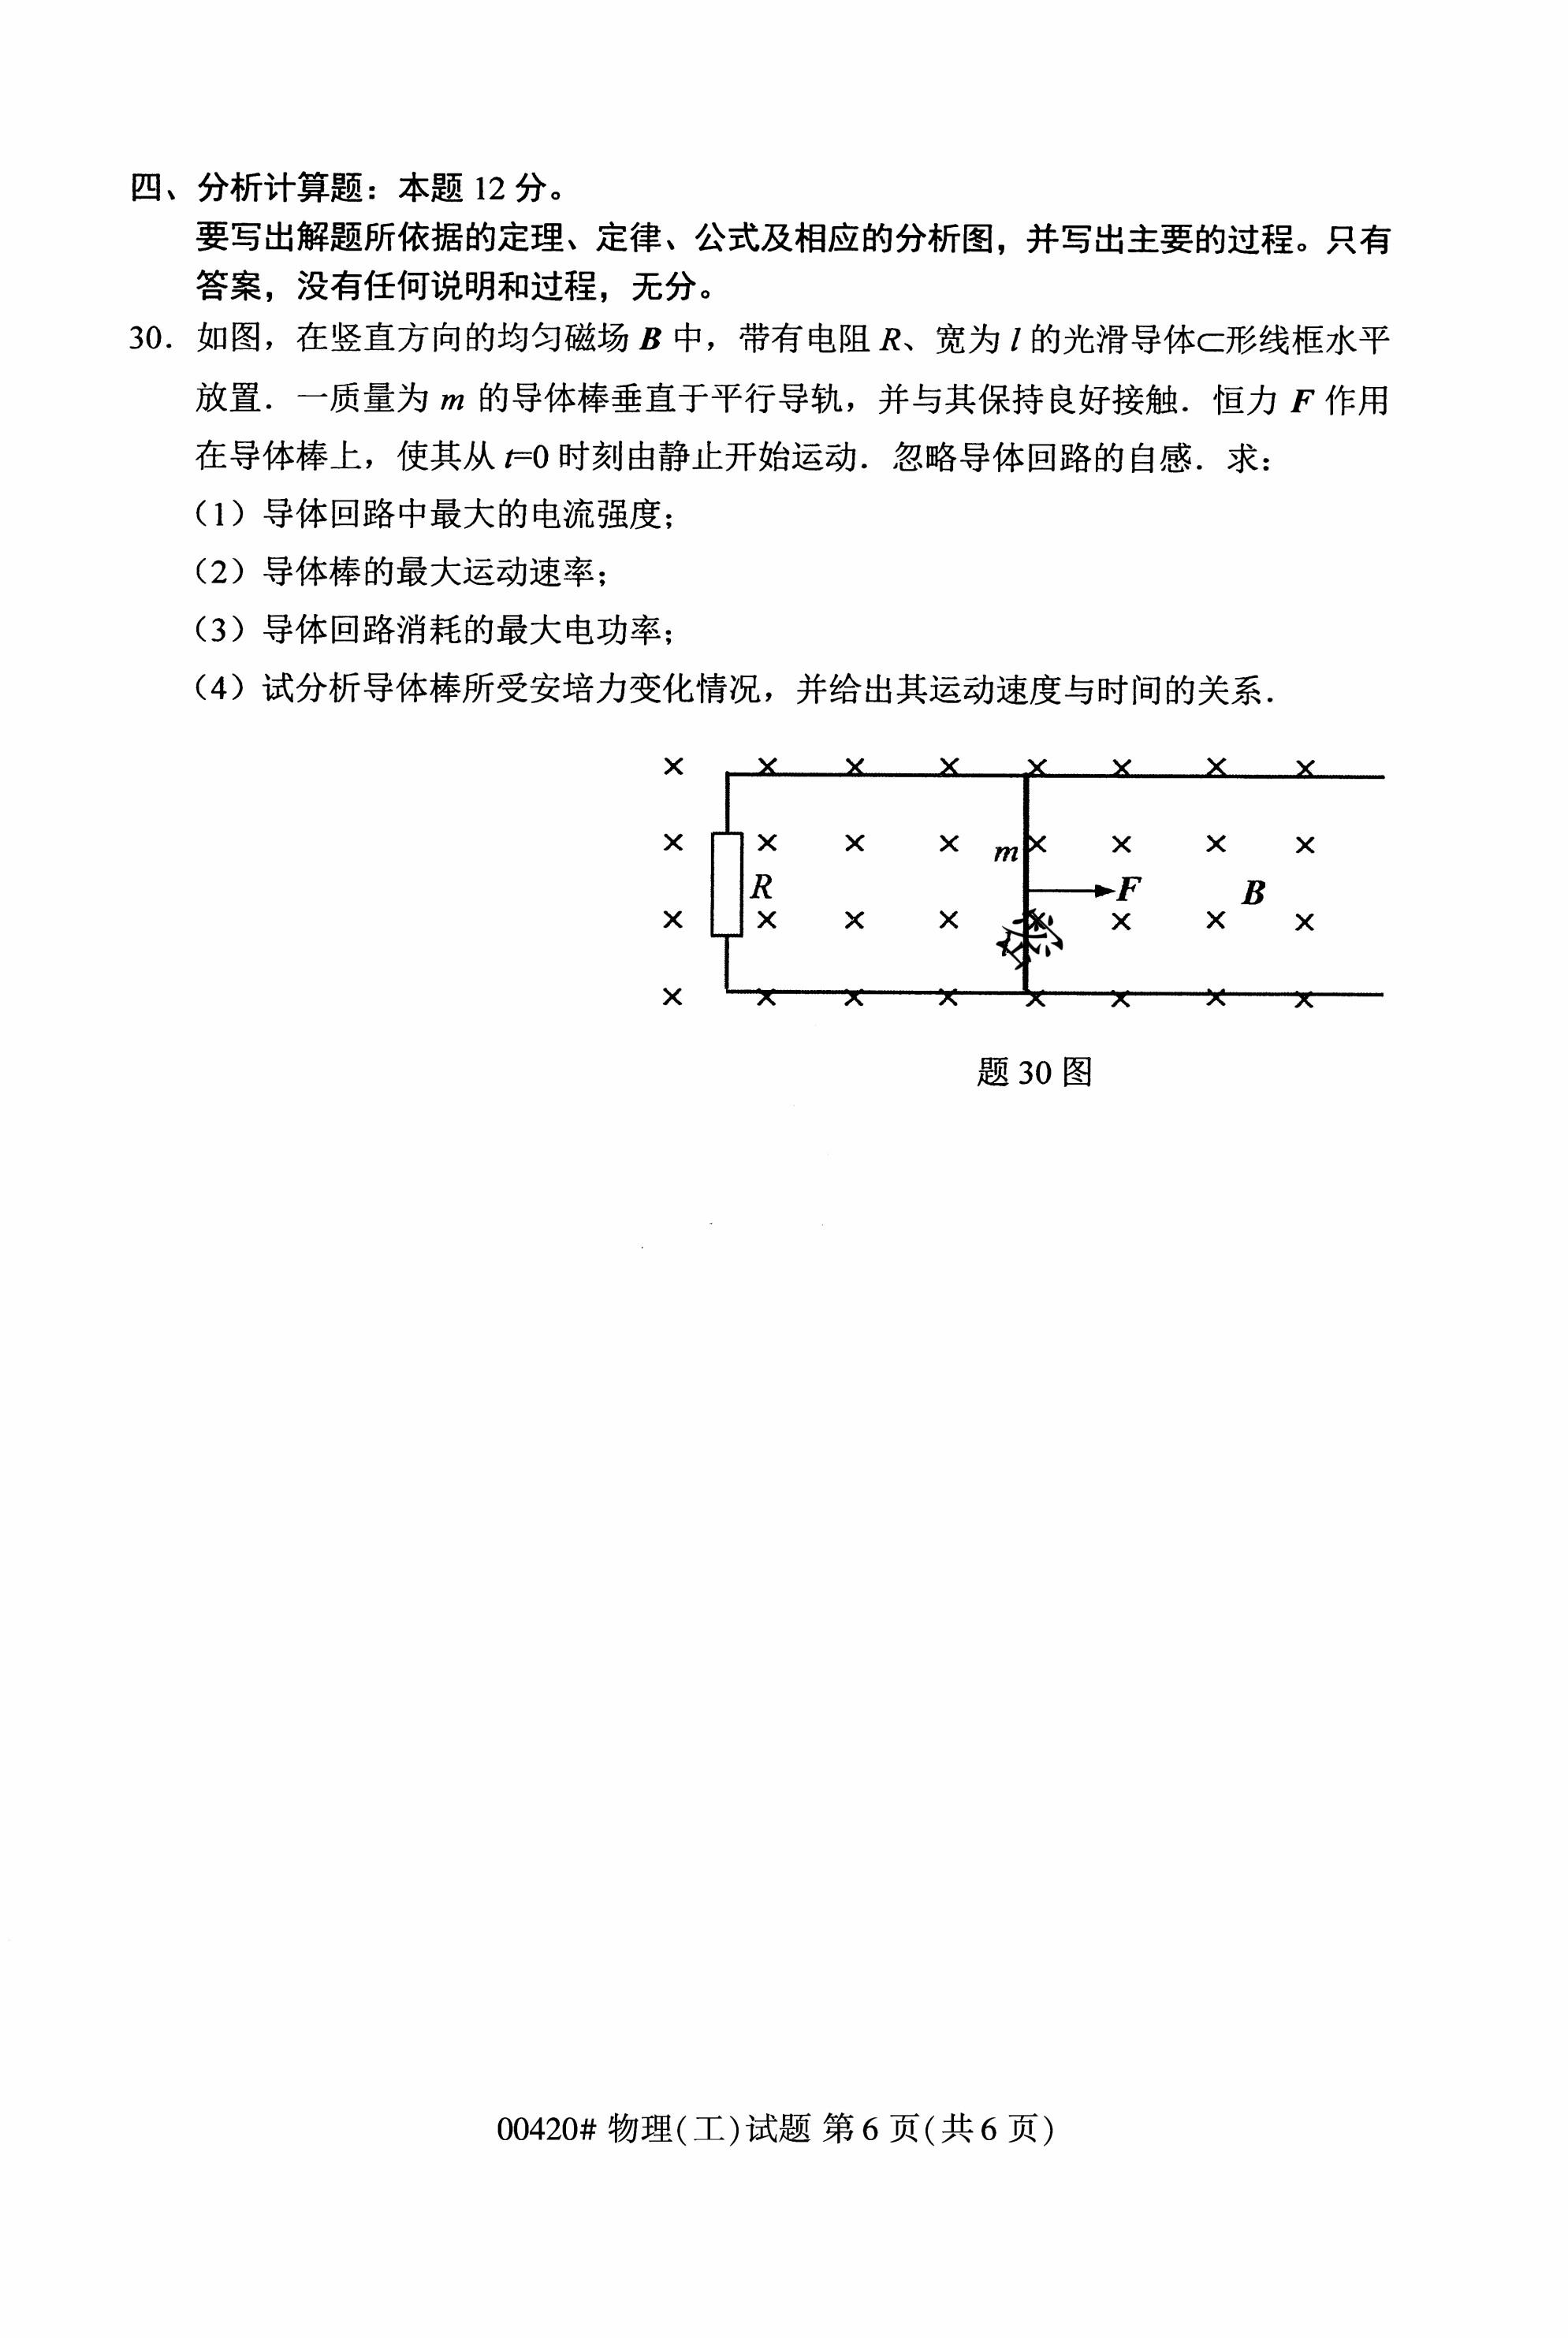 四、分析计算题：本题 12 分。
要写出解题所依据的定理、定律、公式及相应的分析图，并写出主要的过程。只有
答案，没有任何说明和过程，无分。
30．如图，在竖直方向的均匀磁场 B 中，带有电阻 R、宽为 l 的光滑导体⊂形线框水平
放置．一质量为 m 的导体棒垂直于平行导轨，并与其保持良好接触．恒力 F 作用
在导体棒上，使其从 t=0 时刻由静止开始运动．忽略导体回路的自感．求：
（1）导体回路中最大的电流强度；
（2）导体棒的最大运动速率；
（3）导体回路消耗的最大电功率；
（4）试分析导体棒所受安培力变化情况，并给出其运动速度与时间的关系．
m
R
F
B
密
题 30 图
00420# 物理(工)试题 第 6 页(共 6 页)